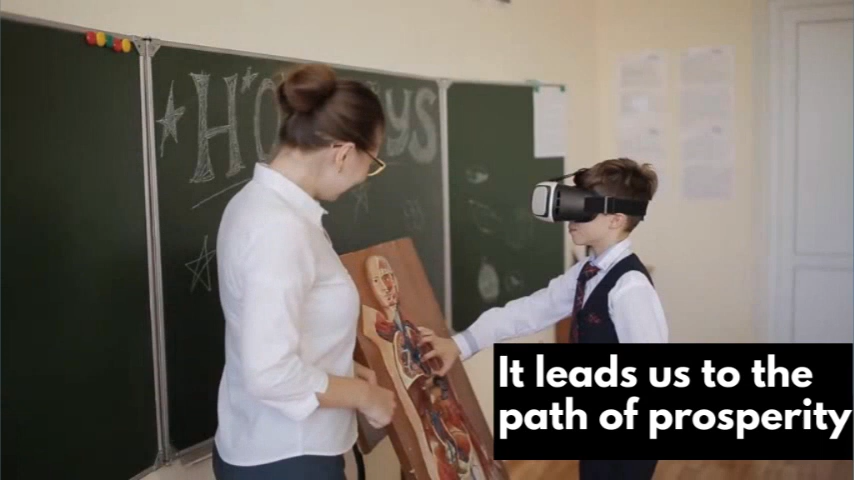 It leads us to the
path of prosperity